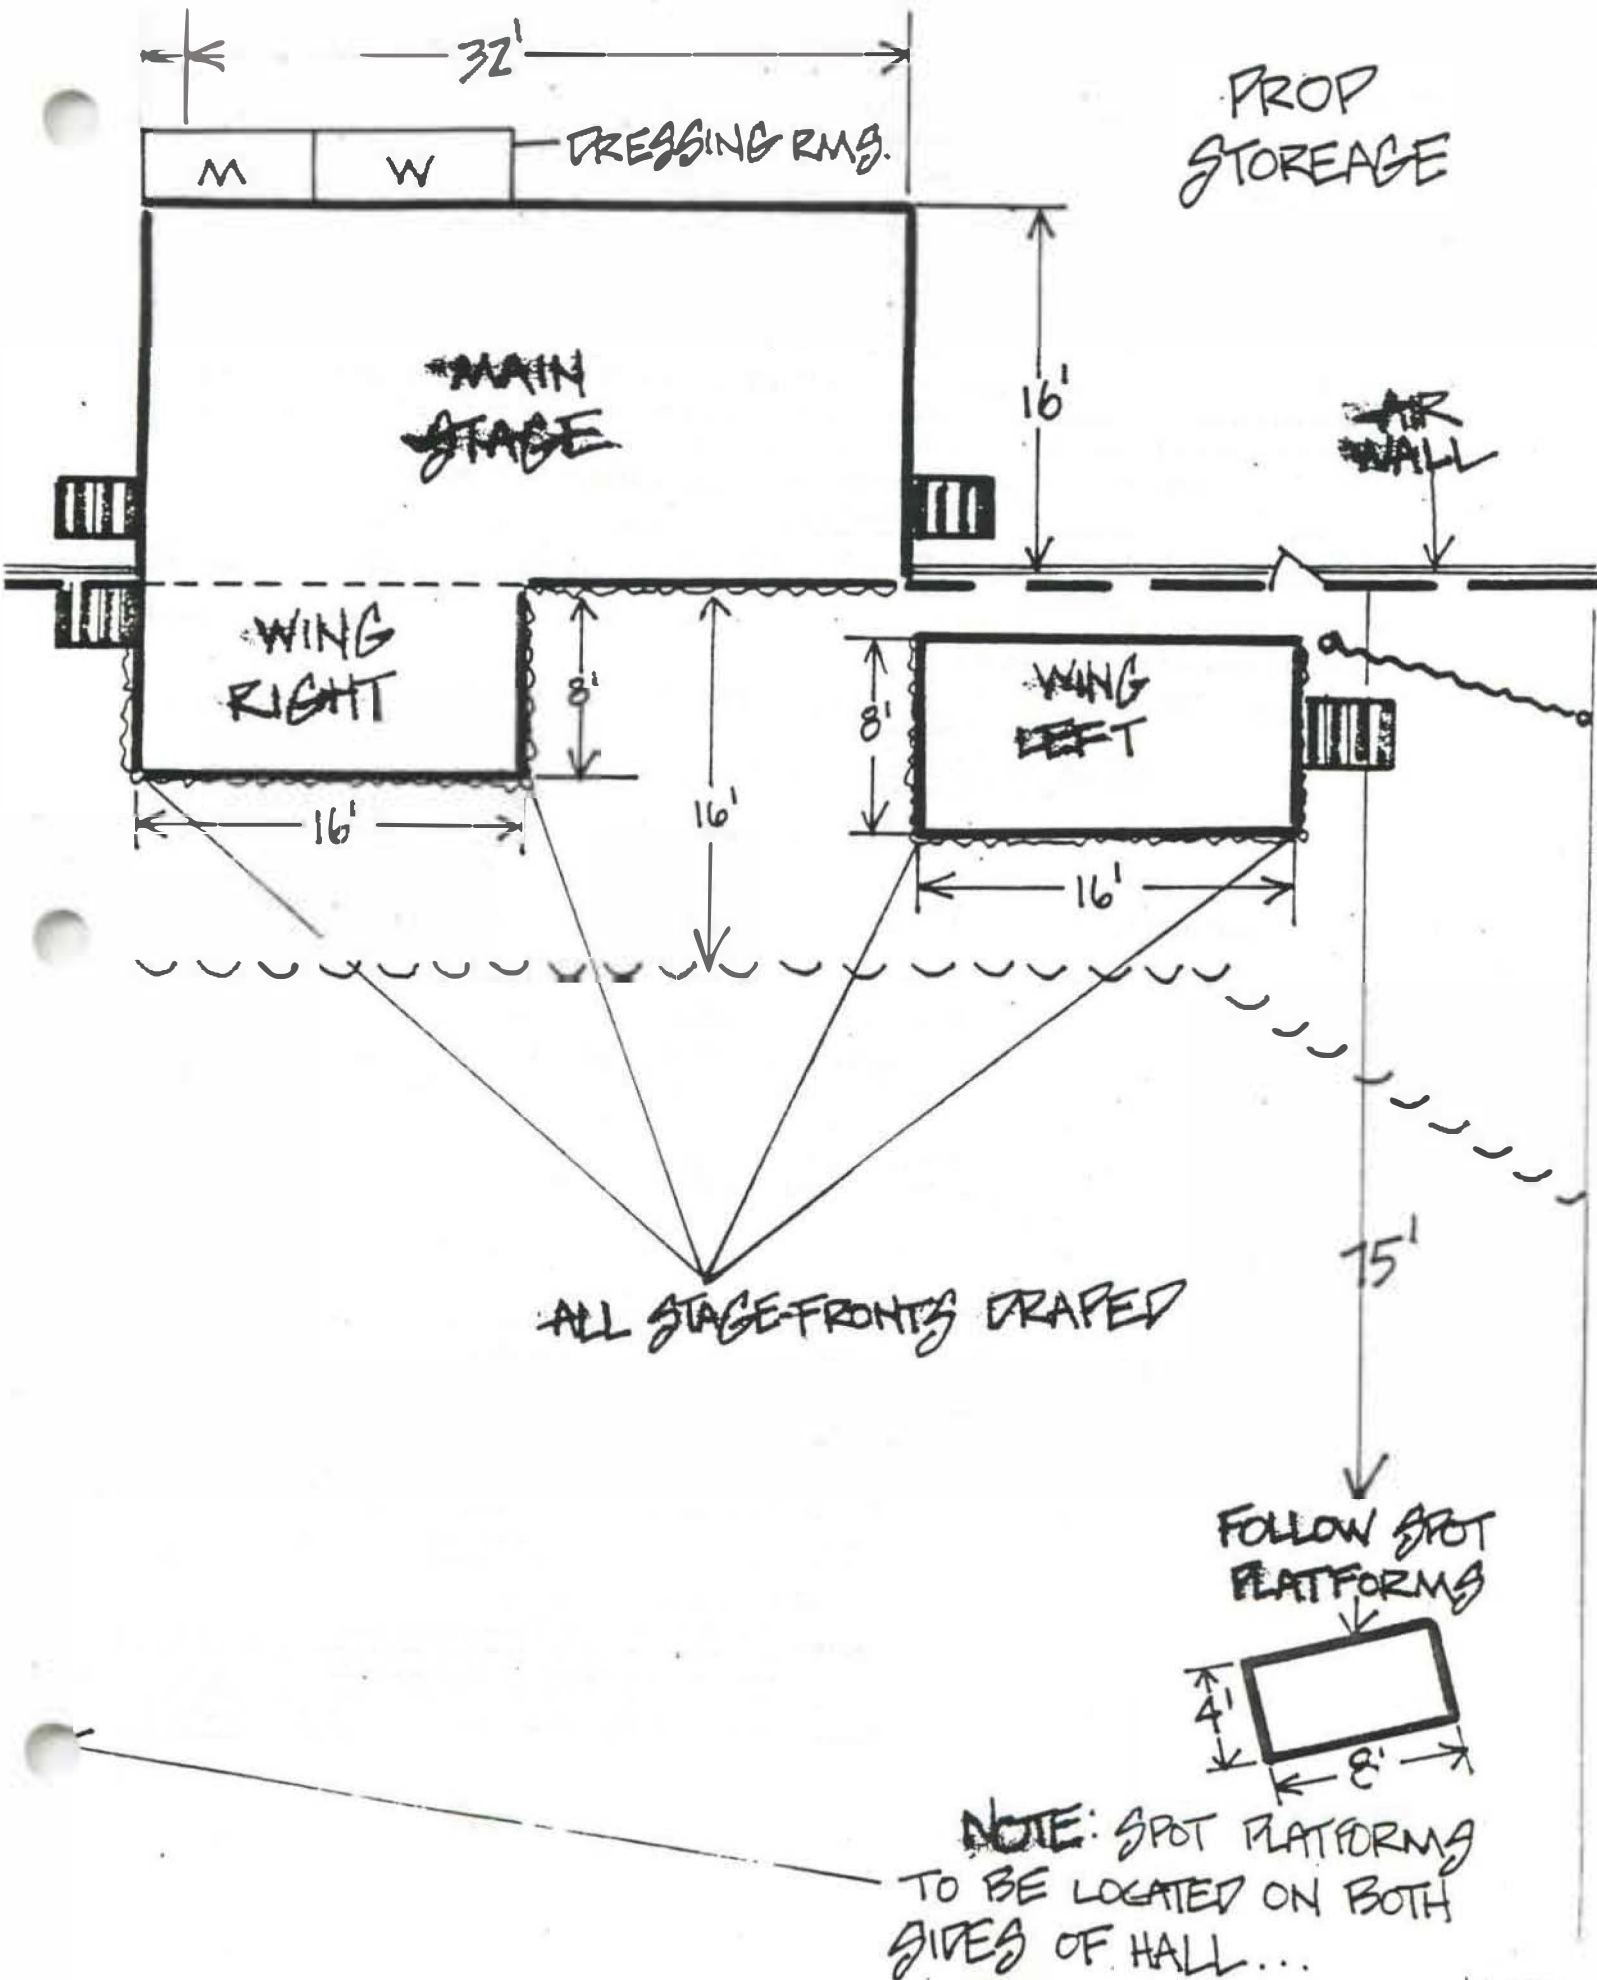 32'
PROP
STOREAGE
DRESSING RMS.
M
W
MAIN
STAGE
16'
AIR
WALL
WING
RIGHT
8'
16'
8'
WING
LEFT
16'
16'
75'
ALL STAGE-FRONTS DRAPED
FOLLOW SPOT
PLATFORMS
4'
8'
NOTE: SPOT PLATFORMS
TO BE LOCATED ON BOTH
SIDES OF HALL...